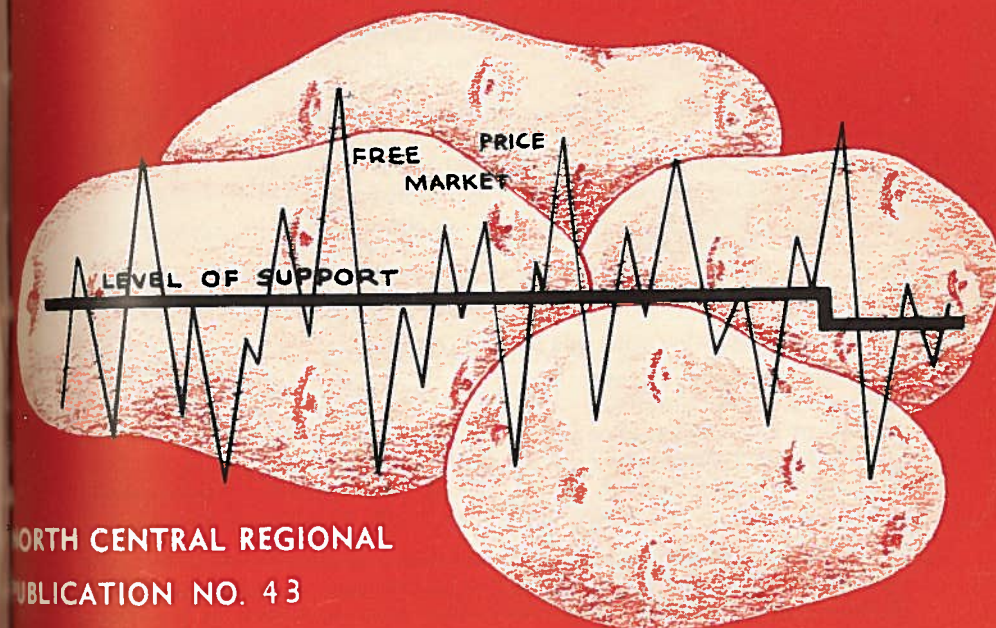 FREE
PRICE
MARKET
LEVEL OF SUPPORT
ORTH CENTRAL REGIONAL
UBLICATION NO. 43